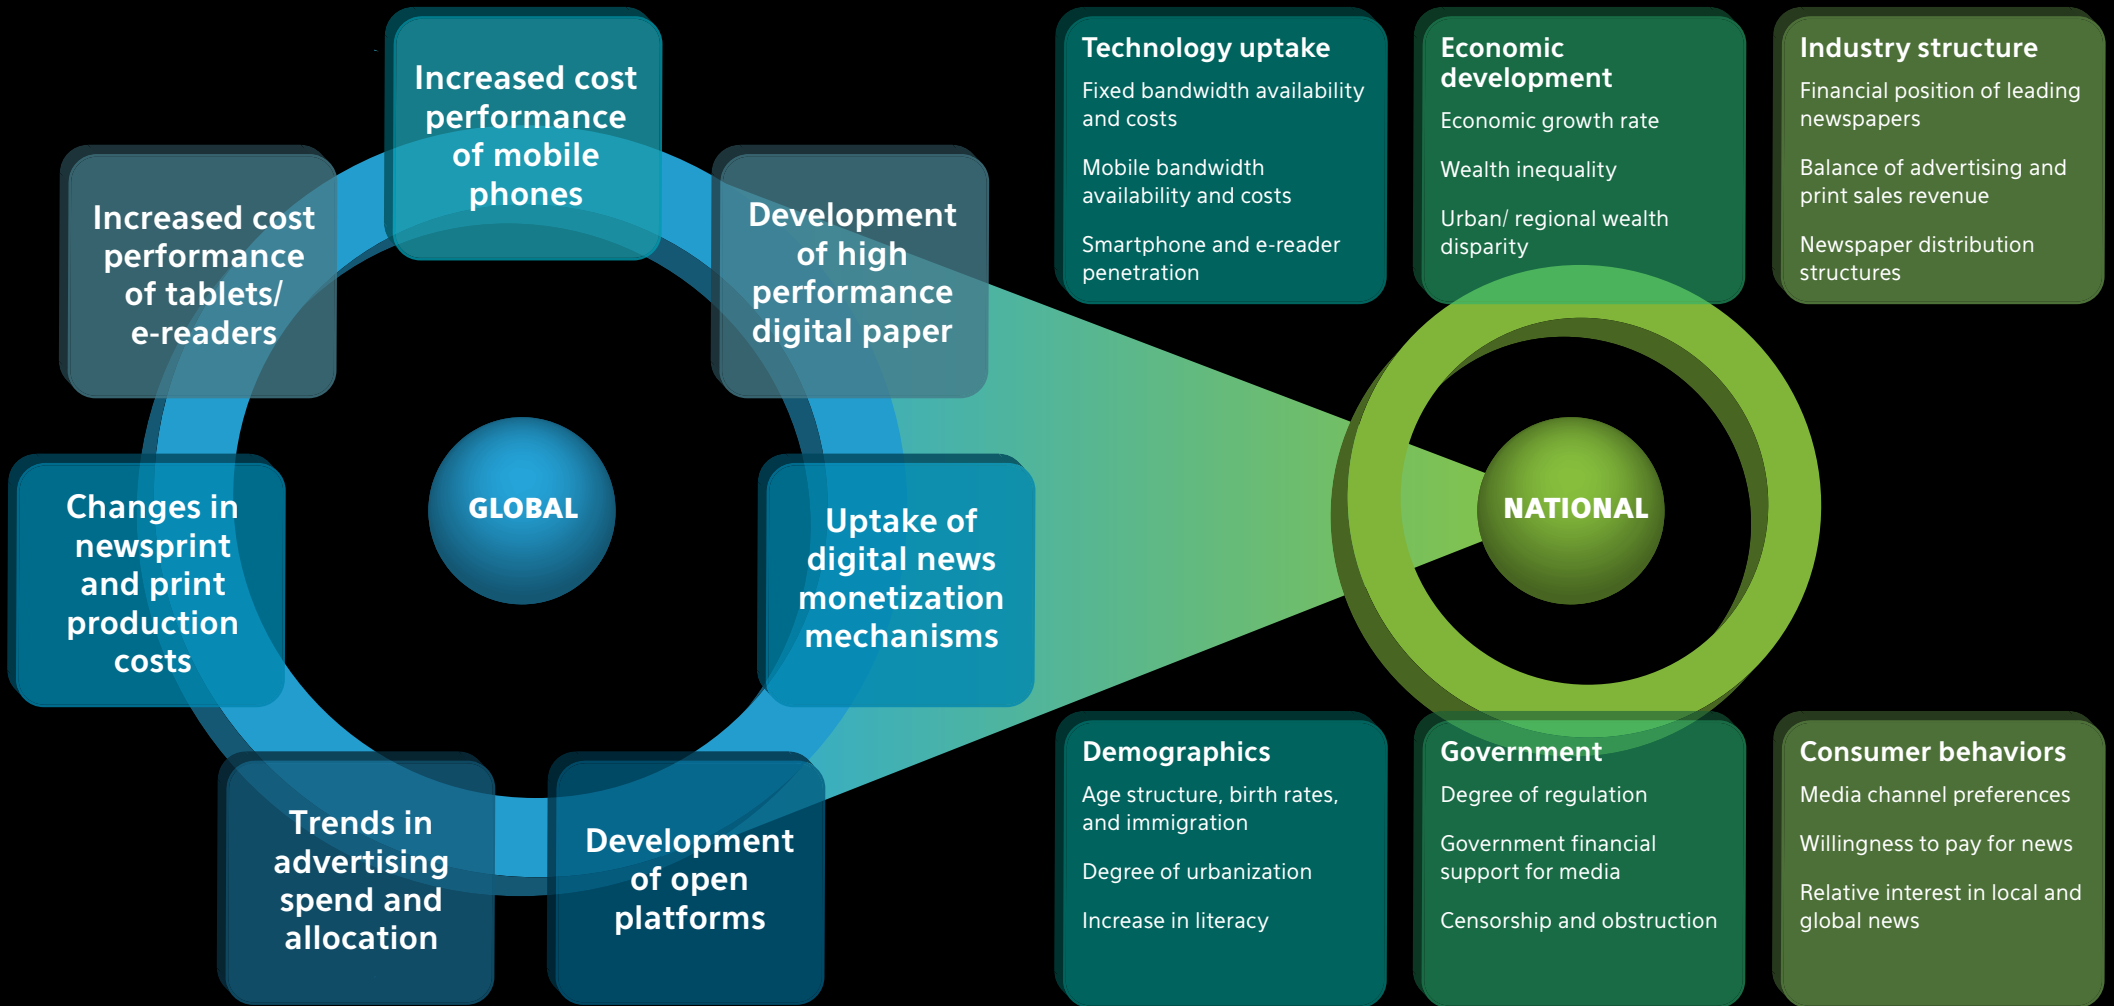 Increased cost
performance
of mobile
phones
Increased cost
performance
of tablets/
e-readers
Development
of high
performance
digital paper
Changes in
newsprint
and print
production
costs
GLOBAL
Uptake of
digital news
monetization
mechanisms
Trends in
advertising
spend and
allocation
Development
of open
platforms
Technology uptake
Fixed bandwidth availability
and costs
Mobile bandwidth
availability and costs
Smartphone and e-reader
penetration
Economic
development
Economic growth rate
Wealth inequality
Urban/ regional wealth
disparity
Industry structure
Financial position of leading
newspapers
Balance of advertising and
print sales revenue
Newspaper distribution
structures
NATIONAL
Demographics
Age structure, birth rates,
and immigration
Degree of urbanization
Increase in literacy
Government
Degree of regulation
Government financial
support for media
Censorship and obstruction
Consumer behaviors
Media channel preferences
Willingness to pay for news
Relative interest in local and
global news